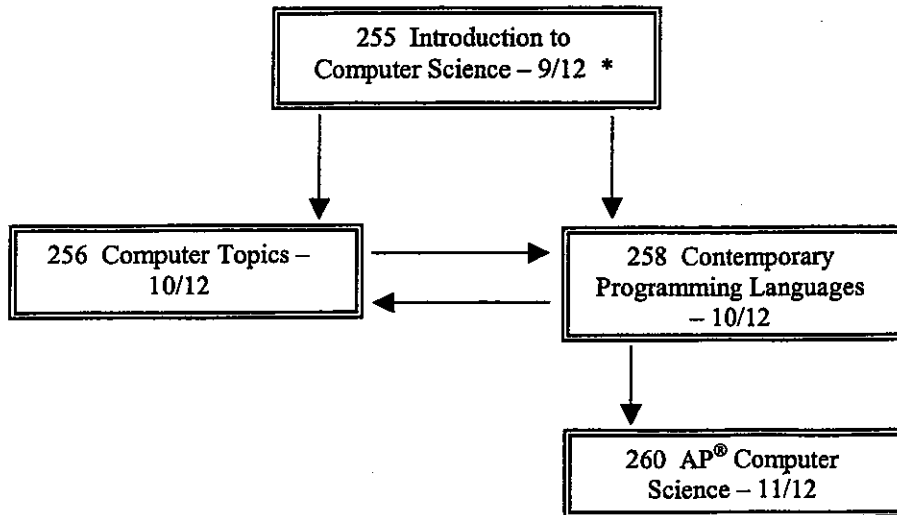 255 Introduction to
Computer Science – 9/12 *
256 Computer Topics –
10/12
258 Contemporary
Programming Languages
– 10/12
260 AP® Computer
Science – 11/12